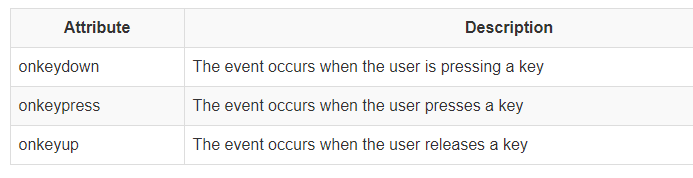 Attribute Description
onkeydown The event occurs when the user is pressing a key
onkeypress The event occurs when the user presses a key
onkeyup The event occurs when the user releases a key